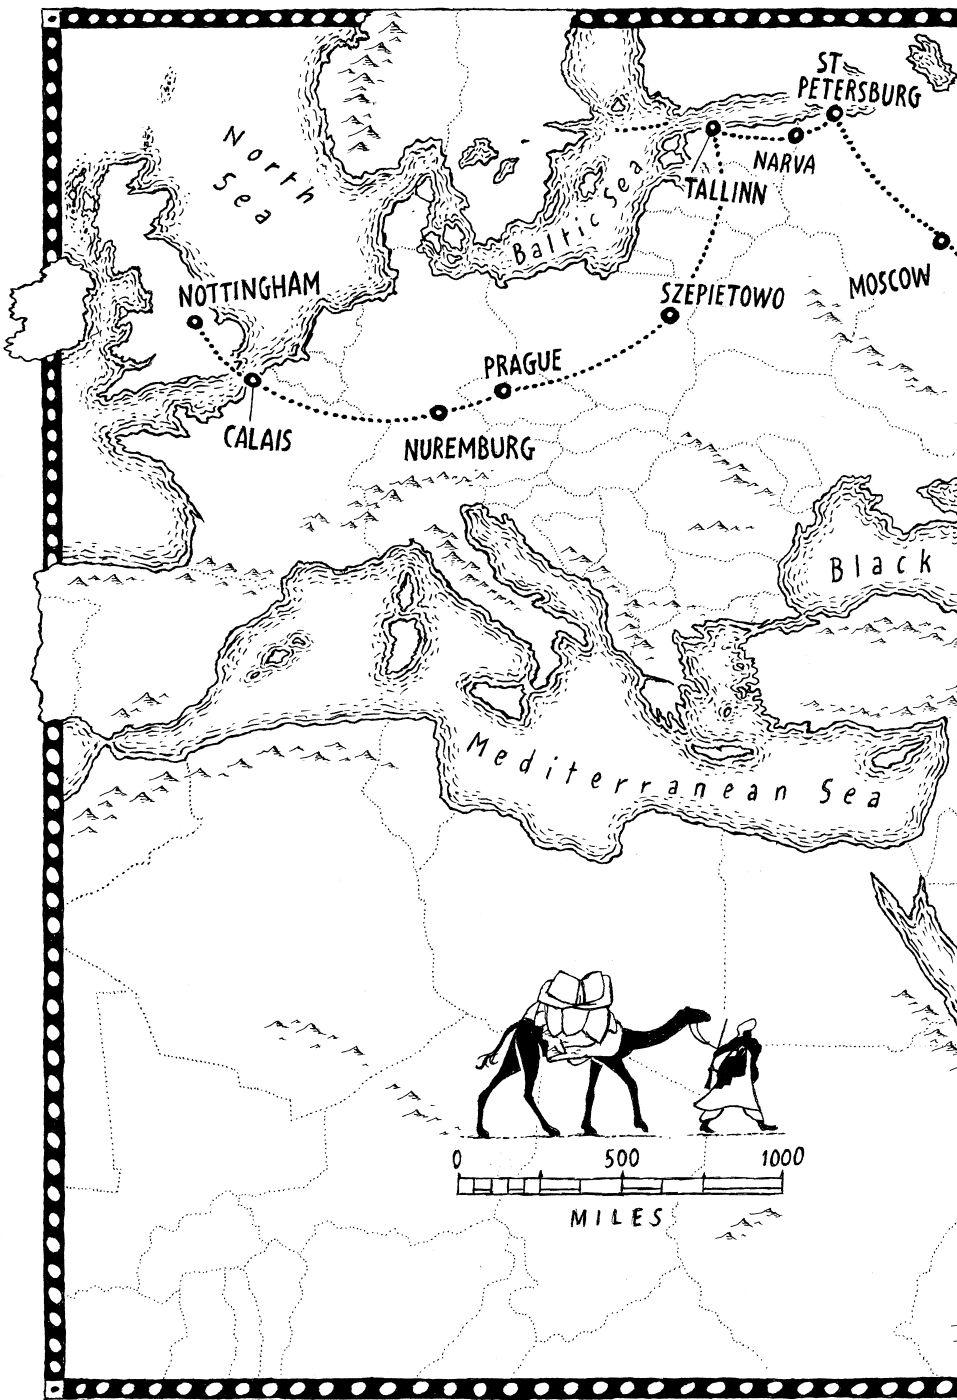 ST
PETERSBURG
North
Sea
NARVA
TALLINN
Baltic Sea
MOSCOW
NOTTINGHAM
SZEPIETOWO
PRAGUE
CALAIS
NUREMBURG
Black
Mediterranean Sea
0 500 1000
MILES